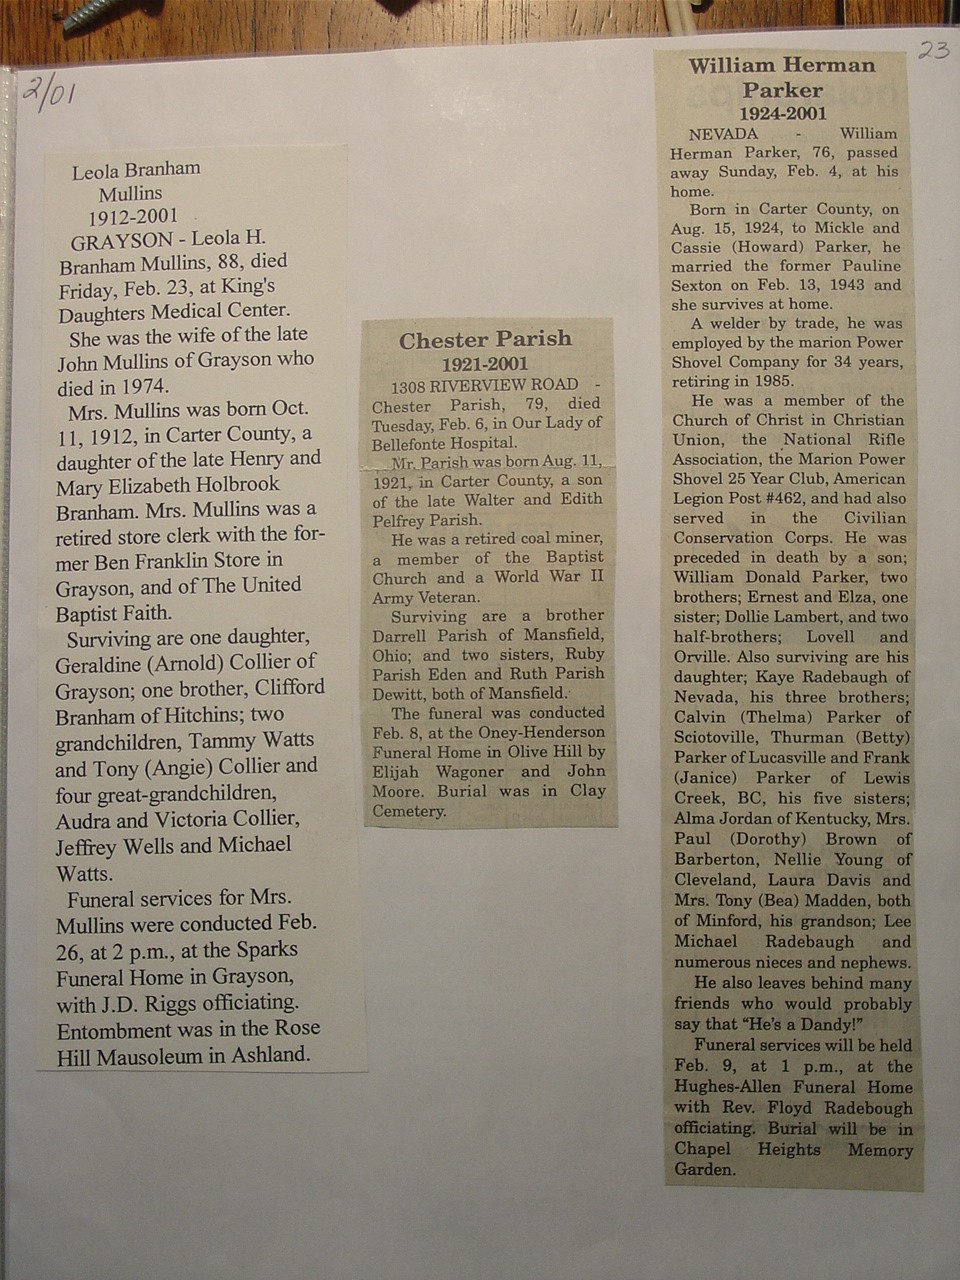 2/01
23
Leola Branham
Mullins
1912-2001
GRAYSON - Leola H.
Branham Mullins, 88, died
Friday, Feb. 23, at King's
Daughters Medical Center.
She was the wife of the late
John Mullins of Grayson who
died in 1974.
Mrs. Mullins was born Oct.
11, 1912, in Carter County, a
daughter of the late Henry and
Mary Elizabeth Holbrook
Branham. Mrs. Mullins was a
retired store clerk with the for-
mer Ben Franklin Store in
Grayson, and of The United
Baptist Faith.
Surviving are one daughter,
Geraldine (Arnold) Collier of
Grayson; one brother, Clifford
Branham of Hitchins; two
grandchildren, Tammy Watts
and Tony (Angie) Collier and
four great-grandchildren,
Audra and Victoria Collier,
Jeffrey Wells and Michael
Watts.
Funeral services for Mrs.
Mullins were conducted Feb.
26, at 2 p.m., at the Sparks
Funeral Home in Grayson,
with J.D. Riggs officiating.
Entombment was in the Rose
Hill Mausoleum in Ashland.
Chester Parish
1921-2001
1308 RIVERVIEW ROAD -
Chester Parish, 79, died
Tuesday, Feb. 6, in Our Lady of
Bellefonte Hospital.
Mr. Parish was born Aug. 11,
1921, in Carter County, a son
of the late Walter and Edith
Pelfrey Parish.
He was a retired coal miner,
a member of the Baptist
Church and a World War II
Army Veteran.
Surviving are a brother
Darrell Parish of Mansfield,
Ohio; and two sisters, Ruby
Parish Eden and Ruth Parish
Dewitt, both of Mansfield.
The funeral was conducted
Feb. 8, at the Oney-Henderson
Funeral Home in Olive Hill by
Elijah Wagoner and John
Moore. Burial was in Clay
Cemetery.
William Herman
Parker
1924-2001
NEVADA - William
Herman Parker, 76, passed
away Sunday, Feb. 4, at his
home.
Born in Carter County, on
Aug. 15, 1924, to Mickle and
Cassie (Howard) Parker, he
married the former Pauline
Sexton on Feb. 13, 1943 and
she survives at home.
A welder by trade, he was
employed by the marion Power
Shovel Company for 34 years,
retiring in 1985.
He was a member of the
Church of Christ in Christian
Union, the National Rifle
Association, the Marion Power
Shovel 25 Year Club, American
Legion Post #462, and had also
served in the Civilian
Conservation Corps. He was
preceded in death by a son;
William Donald Parker, two
brothers; Ernest and Elza, one
sister; Dollie Lambert, and two
half-brothers; Lovell and
Orville. Also surviving are his
daughter; Kaye Radebaugh of
Nevada, his three brothers;
Calvin (Thelma) Parker of
Sciotoville, Thurman (Betty)
Parker of Lucasville and Frank
(Janice) Parker of Lewis
Creek, BC, his five sisters;
Alma Jordan of Kentucky, Mrs.
Paul (Dorothy) Brown of
Barberton, Nellie Young of
Cleveland, Laura Davis and
Mrs. Tony (Bea) Madden, both
of Minford, his grandson; Lee
Michael Radebaugh and
numerous nieces and nephews.
He also leaves behind many
friends who would probably
say that “He's a Dandy!”
Funeral services will be held
Feb. 9, at 1 p.m., at the
Hughes-Allen Funeral Home
with Rev. Floyd Radebough
officiating. Burial will be in
Chapel Heights Memory
Garden.